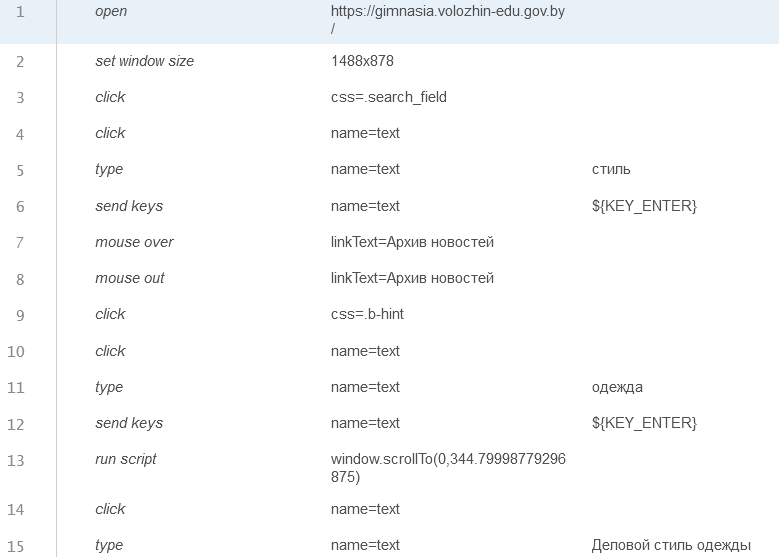 1 open https://gimnasia.volozhin-edu.gov.by
/
2 set window size 1488x878
3 click css=.search_field
4 click name=text
5 type name=text стиль
6 send keys name=text ${KEY_ENTER}
7 mouse over linkText=Архив новостей
8 mouse out linkText=Архив новостей
9 click css=.b-hint
10 click name=text
11 type name=text одежда
12 send keys name=text ${KEY_ENTER}
13 run script window.scrollTo(0,344.79998779296
875)
14 click name=text
15 type name=text Деловой стиль одежды